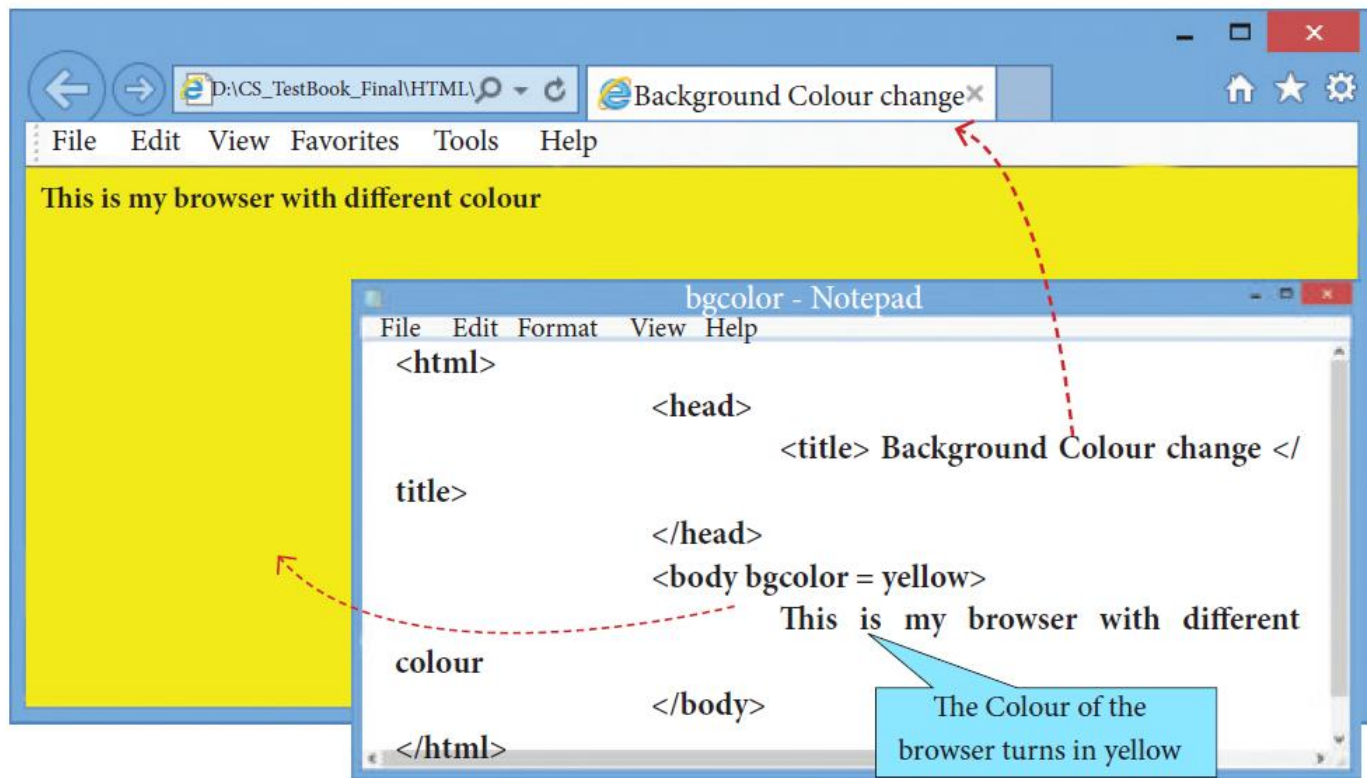 D:\CS_TestBook_Final\HTML\
Background Colour change
File Edit View Favorites Tools Help
This is my browser with different colour
bgcolor - Notepad
File Edit Format View Help
<html>
<head>
<title> Background Colour change </
title>
</head>
<body bgcolor = yellow>
This is my browser with different
colour
</body>
</html>
The Colour of the
browser turns in yellow